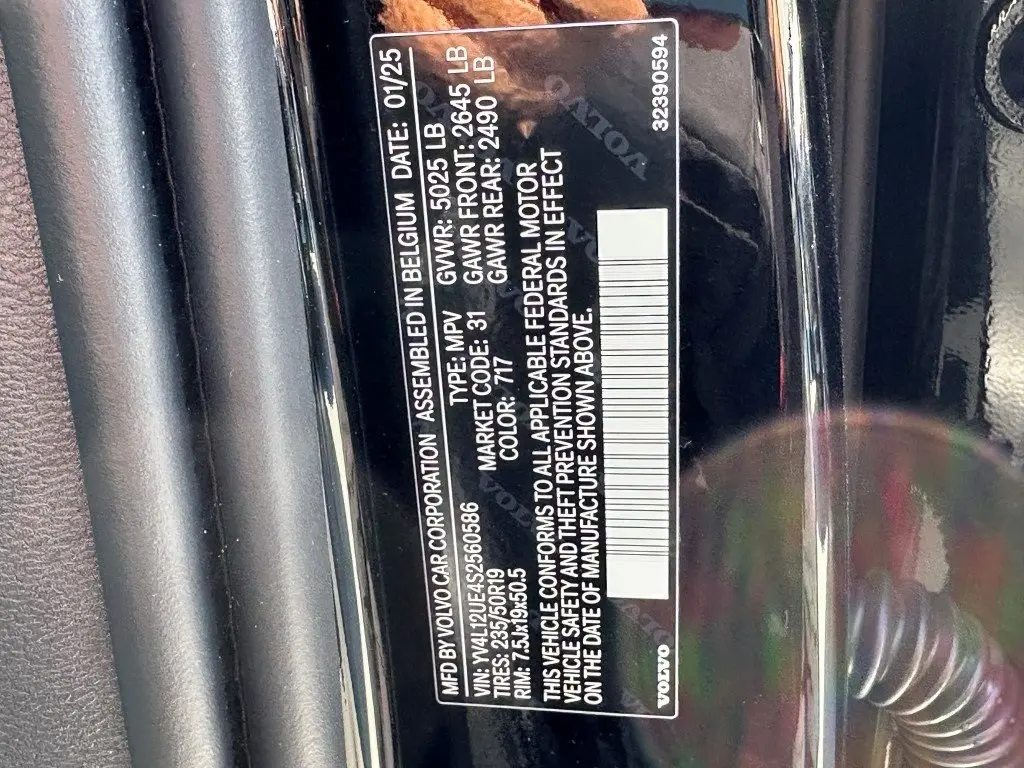 MFD BY VOLVO CAR CORPORATION ASSEMBLED IN BELGIUM DATE: 01/25
VIN: YV4L12UE4S2660586 TYPE: MPV GVWR: 5025 LB
TIRES: 235/50R19 MARKET CODE: 31 GAWR FRONT: 2645 LB
RIM: 7.5Jx19x50.5 COLOR: 717 GAWR REAR: 2490 LB
THIS VEHICLE CONFORMS TO ALL APPLICABLE FEDERAL MOTOR
VEHICLE SAFETY AND THEFT PREVENTION STANDARDS IN EFFECT
ON THE DATE OF MANUFACTURE SHOWN ABOVE.
VOLVO 32390594